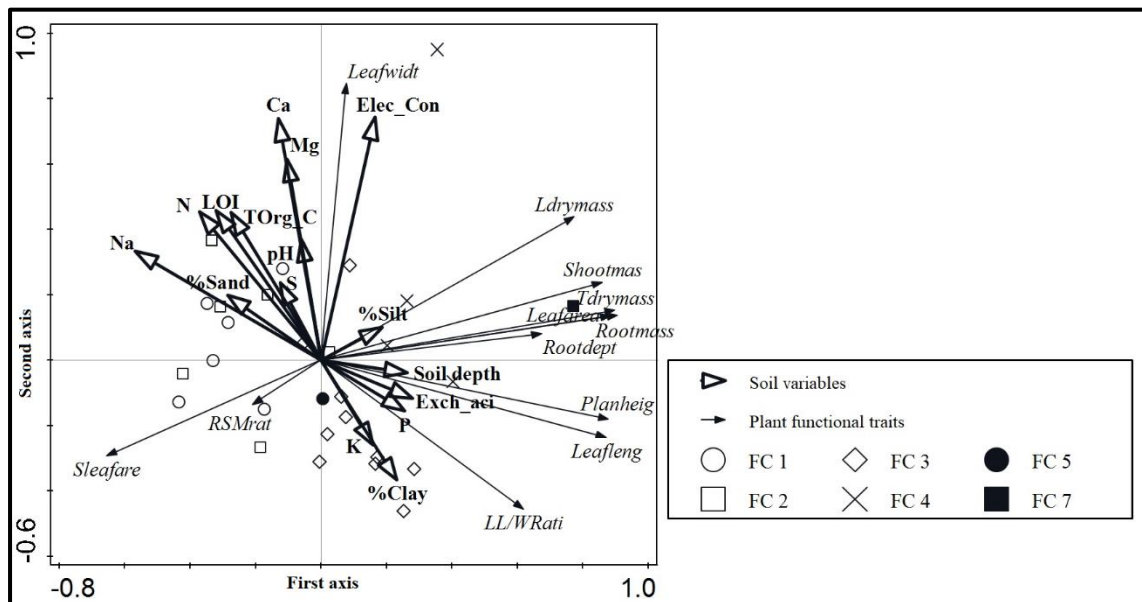 1.0
Leafwidt
Ca
Elec_Con
Mg
N LOI
TOrg_C
Ldrymass
Na
pH
Shootmas
%Sand S
Tdrymass
%Silt
Leafarea
Rootmass
Rootdept
Second axis
Soil depth
Exch_aci
Planheig
RSMrat
P
K
Leafleng
Sleafare
%Clay
LL/WRati
-0.6
-0.8
First axis
1.0
Soil variables
Plant functional traits
FC 1 FC 3 FC 5
FC 2 FC 4 FC 7